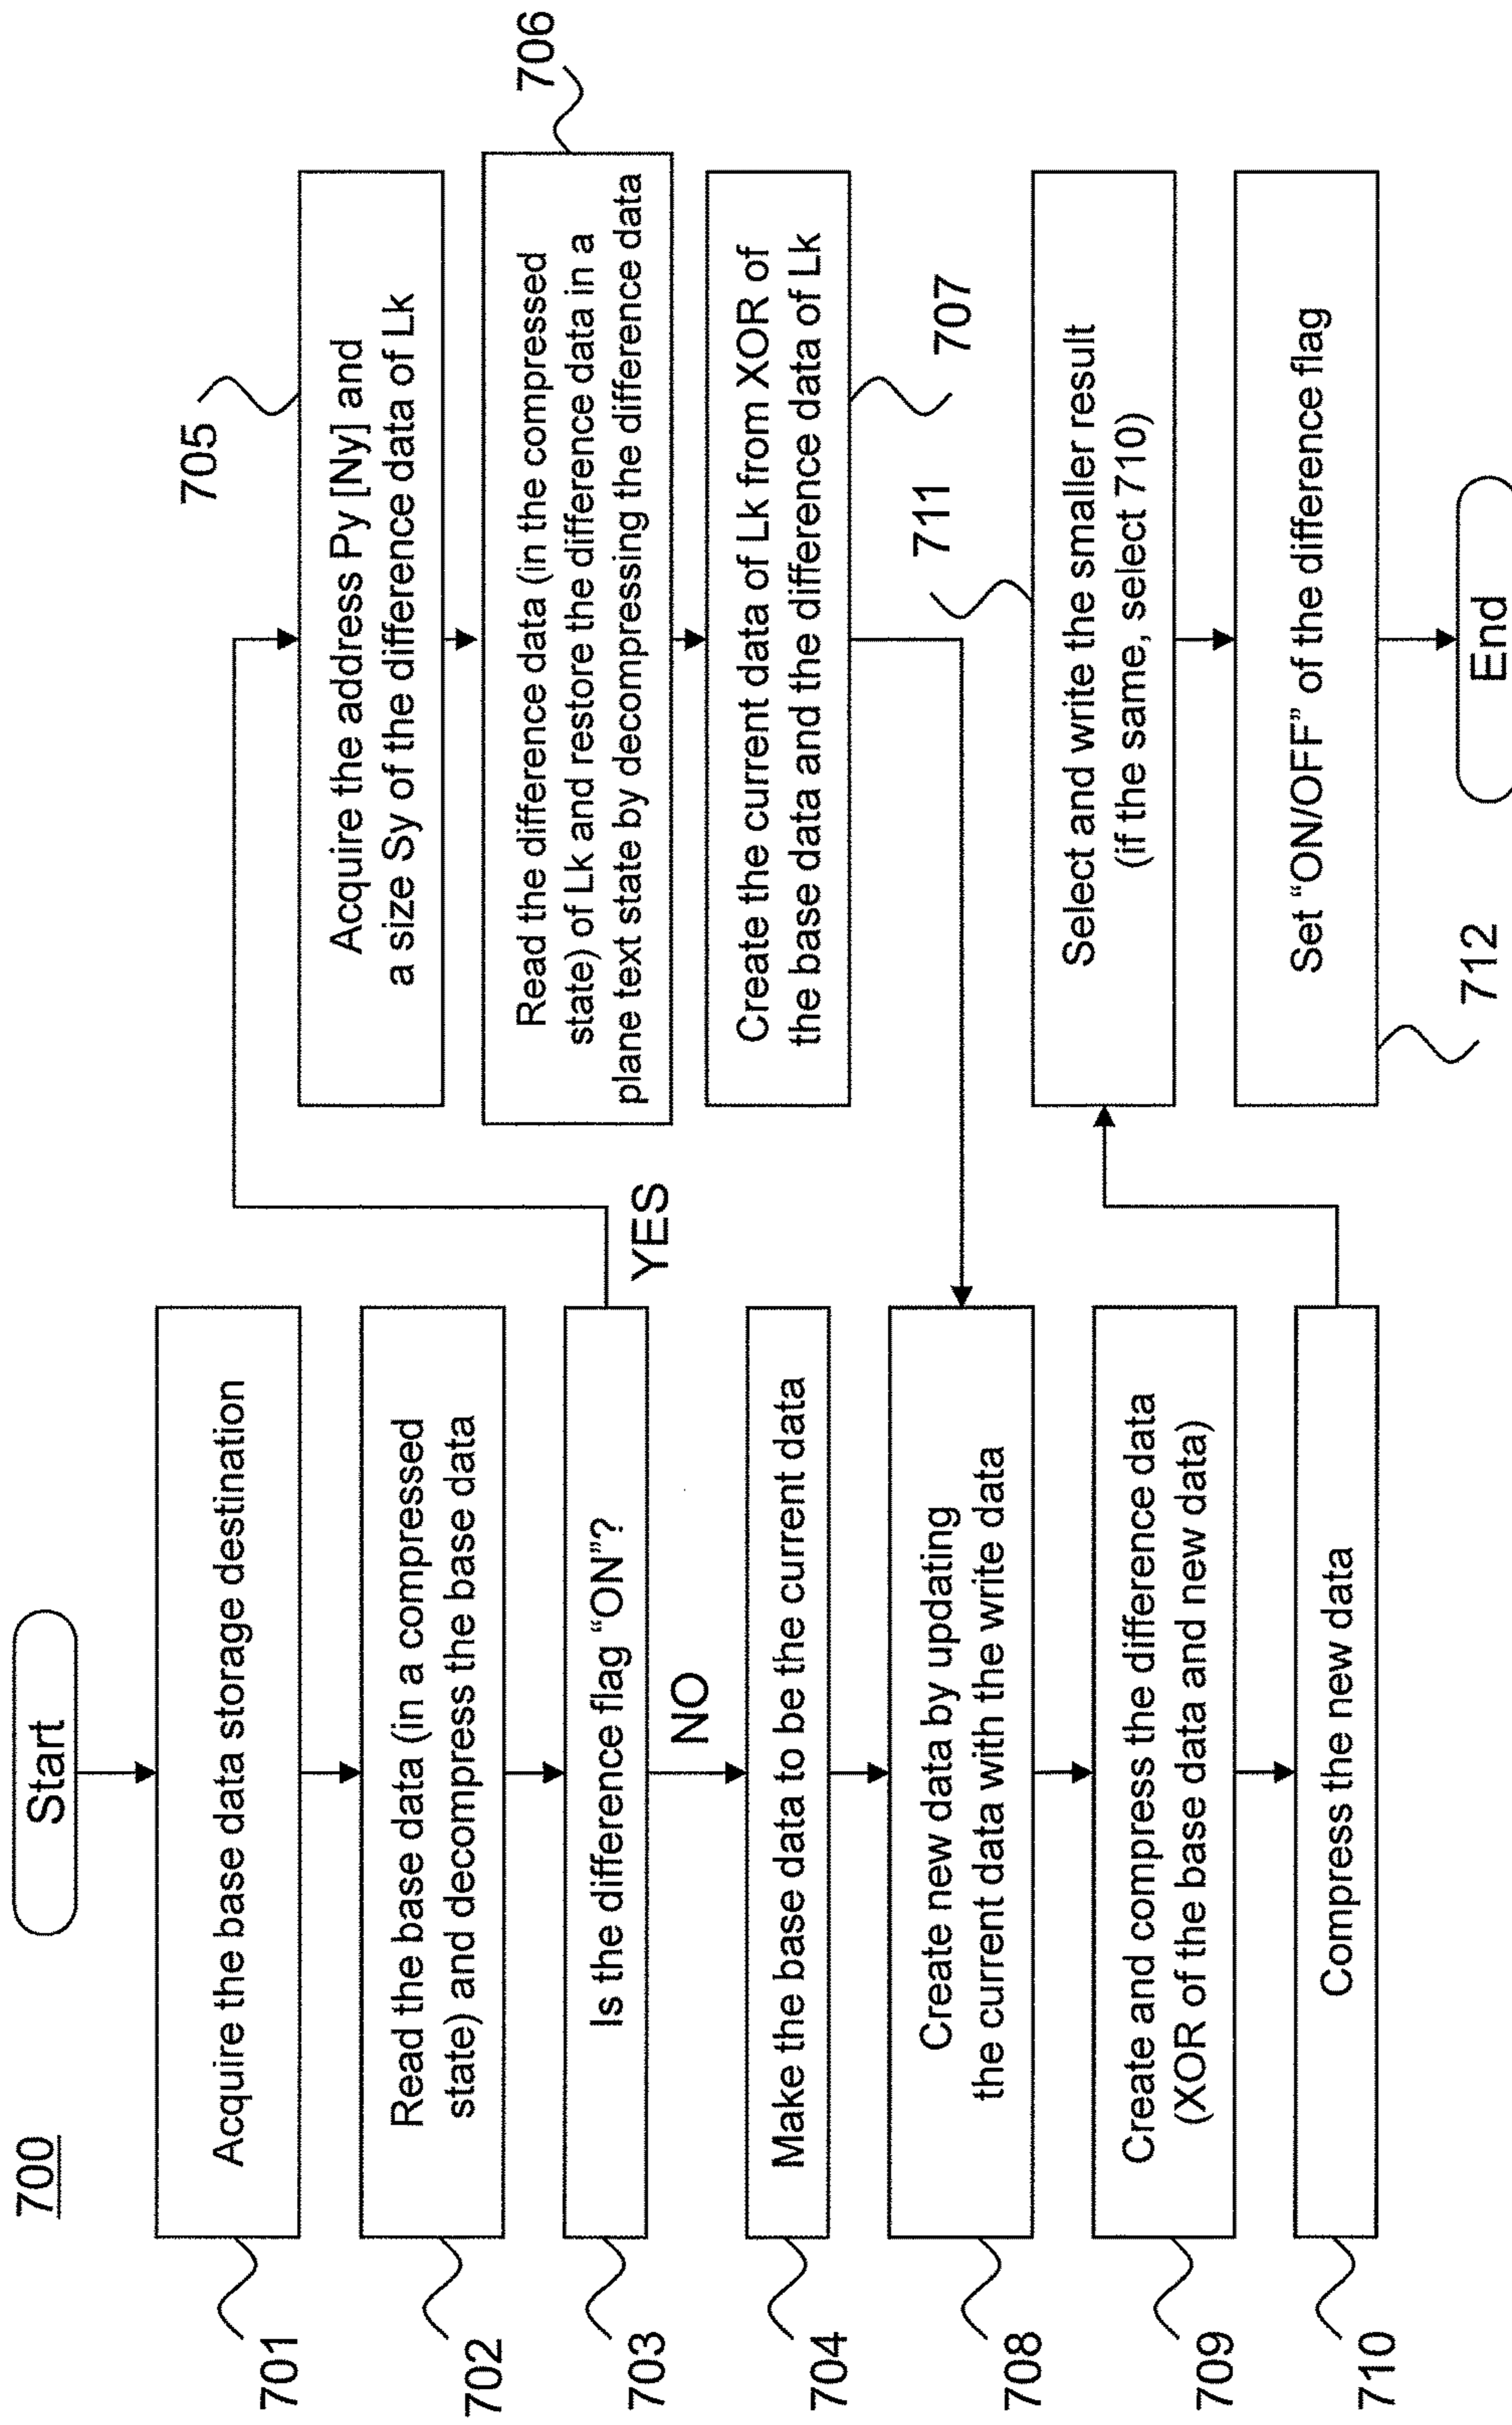 700
Start
701
Acquire the base data storage destination
702
Read the base data (in a compressed
state) and decompress the base data
703
Is the difference flag “ON”?
YES
NO
704
Make the base data to be the current data
705
Acquire the address Py [Ny] and
a size Sy of the difference data of Lk
706
Read the difference data (in the compressed
state) of Lk and restore the difference data in a
plane text state by decompressing the difference data
707
Create the current data of Lk from XOR of
the base data and the difference data of Lk
708
Create new data by updating
the current data with the write data
709
Create and compress the difference data
(XOR of the base data and new data)
710
Compress the new data
711
Select and write the smaller result
(if the same, select 710)
712
Set “ON/OFF” of the difference flag
End